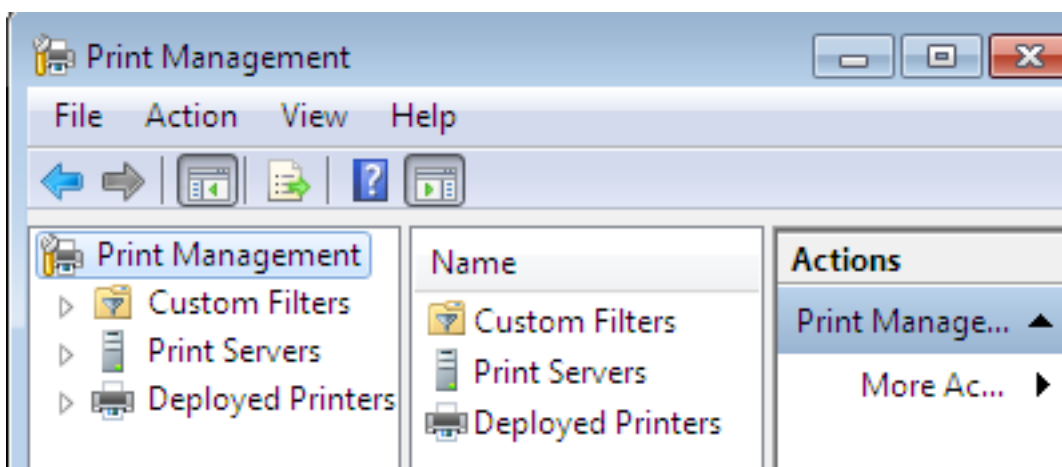 Print Management
File Action View Help
?
Print Management
Custom Filters
Print Servers
Deployed Printers
Name
Custom Filters
Print Servers
Deployed Printers
Actions
Print Manage...
More Ac...